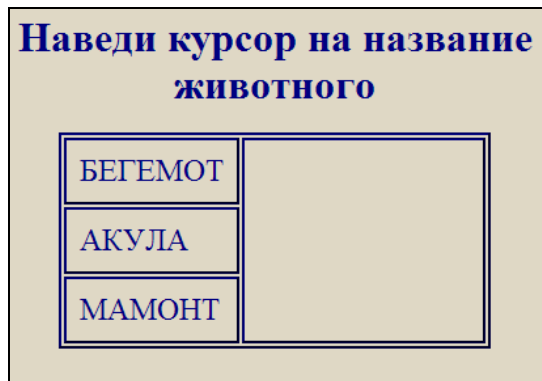 Наведи курсор на название
животного
БЕГЕМОТ
АКУЛА
МАМОНТ